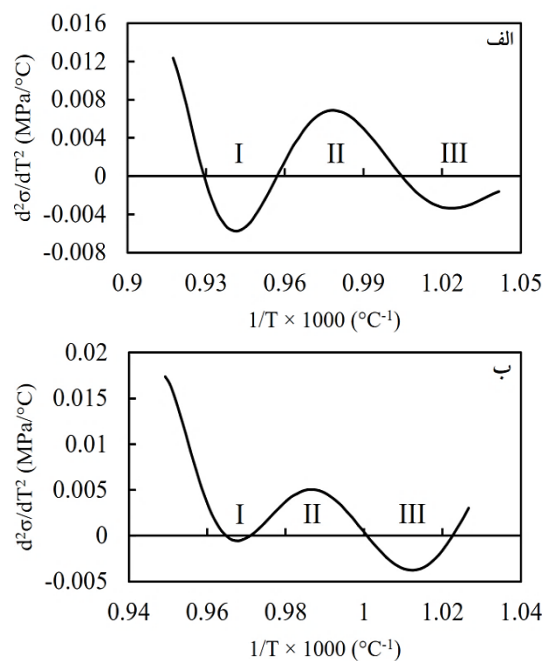 الف
0.016
0.012
0.008
0.004
0
-0.004
-0.008
d²σ/dT² (MPa/°C)
I II III
0.9 0.93 0.96 0.99 1.02 1.05
1/T × 1000 (°C⁻¹)
ب
0.02
0.015
0.01
0.005
0
-0.005
d²σ/dT² (MPa/°C)
I II III
0.94 0.96 0.98 1 1.02 1.04
1/T × 1000 (°C⁻¹)